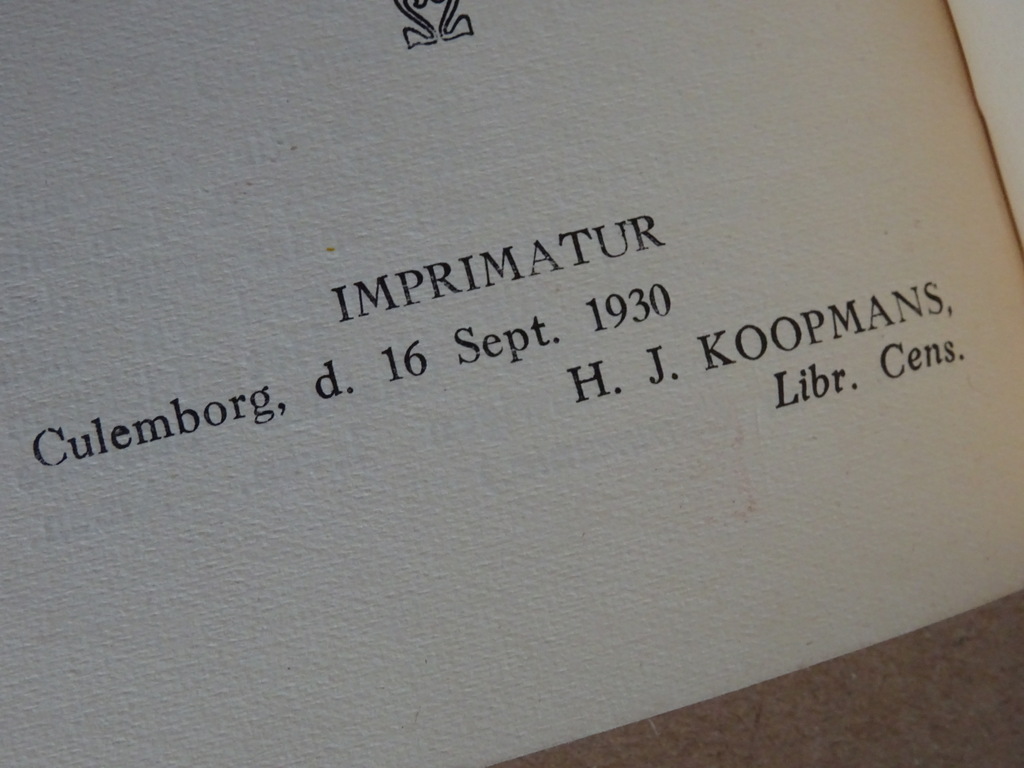 IMPRIMATUR
Culemborg, d. 16 Sept. 1930
H. J. KOOPMANS,
Libr. Cens.